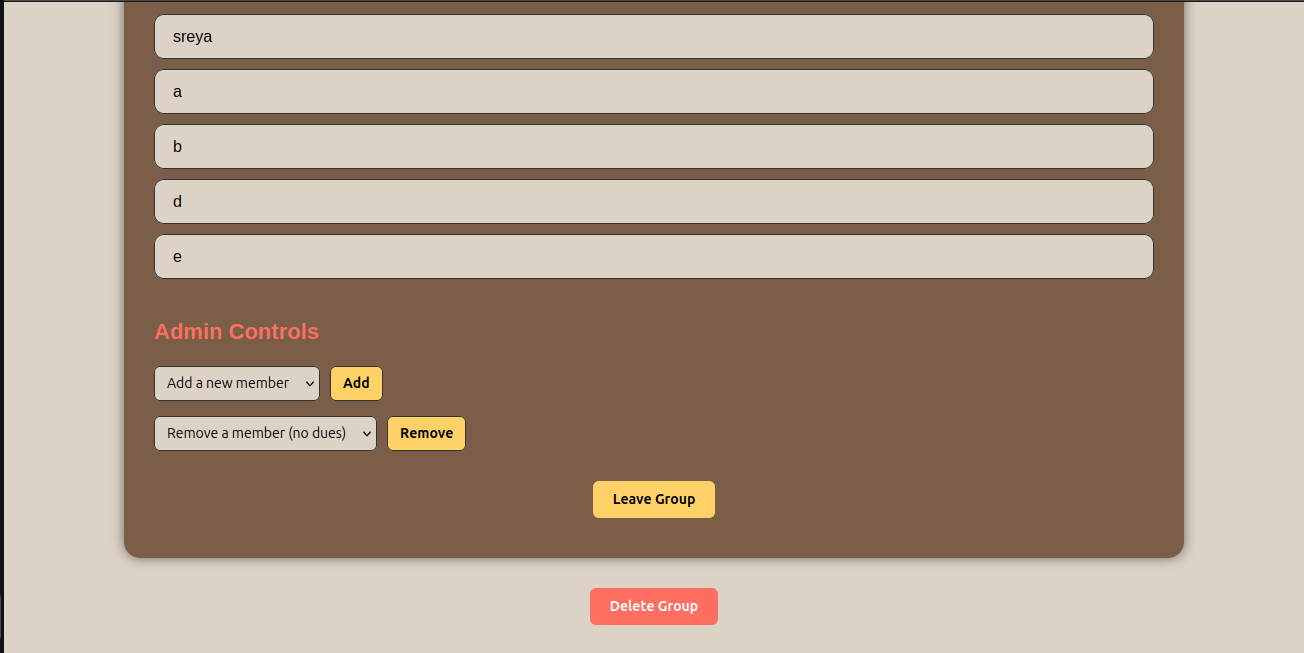 sreya
a
b
d
e
Admin Controls
Add a new member Add
Remove a member (no dues) Remove
Leave Group
Delete Group